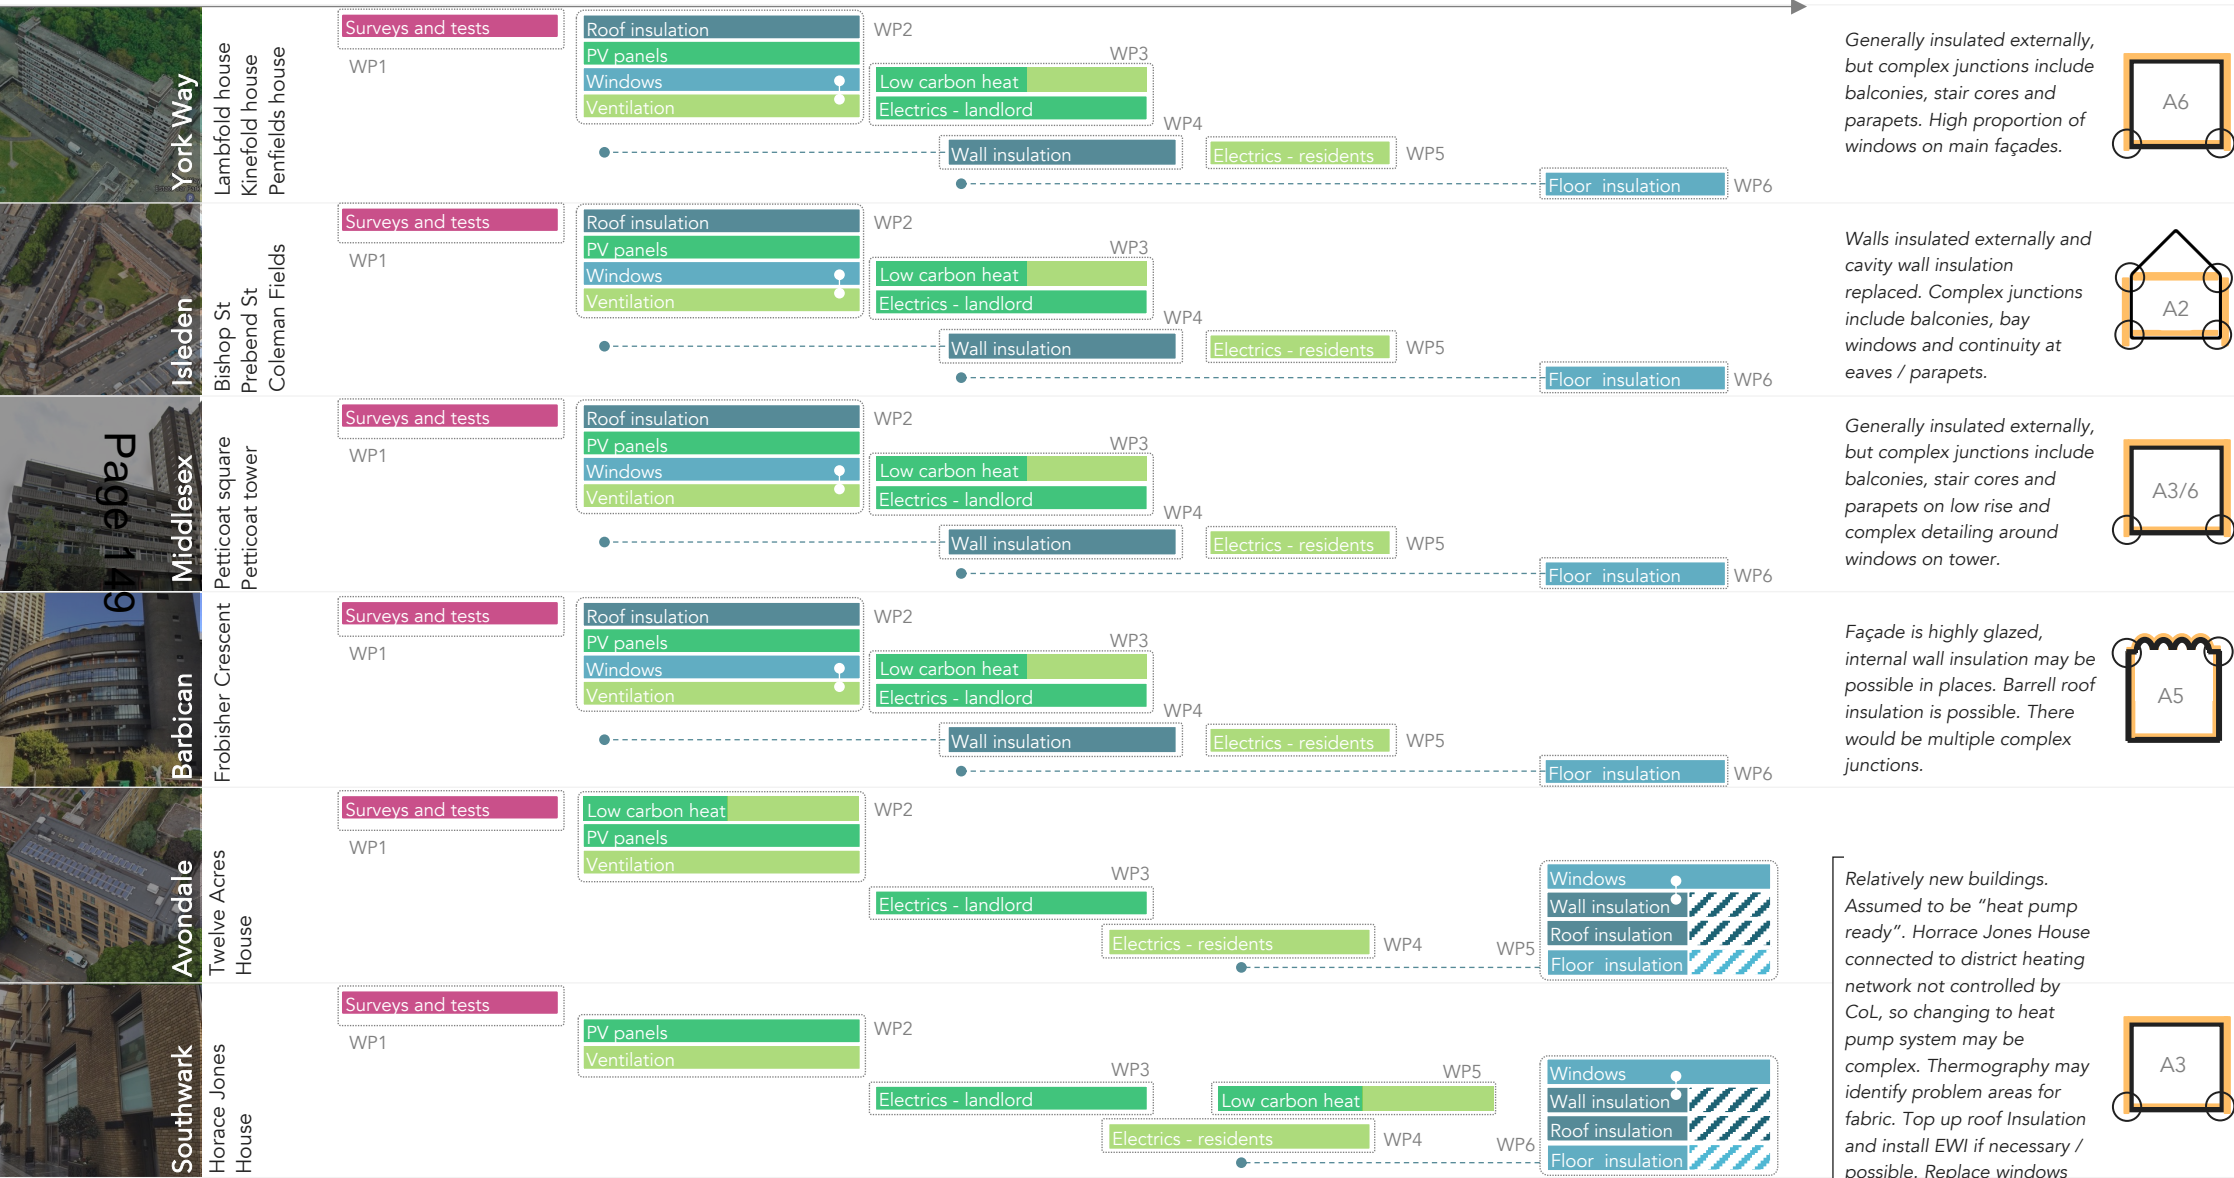 York Way
Lambfold house
Kinefold house
Penfields house
Surveys and tests
WP1
Roof insulation
PV panels
Windows
Ventilation
WP2
WP3
Low carbon heat
Electrics - landlord
WP4
Wall insulation
Electrics - residents
WP5
Floor insulation
WP6
Generally insulated externally,
but complex junctions include
balconies, stair cores and
parapets. High proportion of
windows on main façades.
A6
Isleden
Bishop St
Prebend St
Coleman Fields
Surveys and tests
WP1
Roof insulation
PV panels
Windows
Ventilation
WP2
WP3
Low carbon heat
Electrics - landlord
WP4
Wall insulation
Electrics - residents
WP5
Floor insulation
WP6
Walls insulated externally and
cavity wall insulation
replaced. Complex junctions
include balconies, bay
windows and continuity at
eaves / parapets.
A2
Page 149
Middlesex
Petticoat square
Petticoat tower
Surveys and tests
WP1
Roof insulation
PV panels
Windows
Ventilation
WP2
WP3
Low carbon heat
Electrics - landlord
WP4
Wall insulation
Electrics - residents
WP5
Floor insulation
WP6
Generally insulated externally,
but complex junctions include
balconies, stair cores and
parapets on low rise and
complex detailing around
windows on tower.
A3/6
Barbican
Frobisher Crescent
Surveys and tests
WP1
Roof insulation
PV panels
Windows
Ventilation
WP2
WP3
Low carbon heat
Electrics - landlord
WP4
Wall insulation
Electrics - residents
WP5
Floor insulation
WP6
Façade is highly glazed,
internal wall insulation may be
possible in places. Barrell roof
insulation is possible. There
would be multiple complex
junctions.
A5
Avondale
Twelve Acres
House
Surveys and tests
WP1
Low carbon heat
PV panels
Ventilation
WP2
WP3
Electrics - landlord
Electrics - residents
WP4
WP5
Windows
Wall insulation
Roof insulation
Floor insulation
Southwark
Horace Jones
House
Surveys and tests
WP1
PV panels
Ventilation
WP2
WP3
Electrics - landlord
WP5
Low carbon heat
Electrics - residents
WP4
WP6
Windows
Wall insulation
Roof insulation
Floor insulation
Relatively new buildings.
Assumed to be “heat pump
ready”. Horrace Jones House
connected to district heating
network not controlled by
CoL, so changing to heat
pump system may be
complex. Thermography may
identify problem areas for
fabric. Top up roof Insulation
and install EWI if necessary /
possible. Replace windows
A3